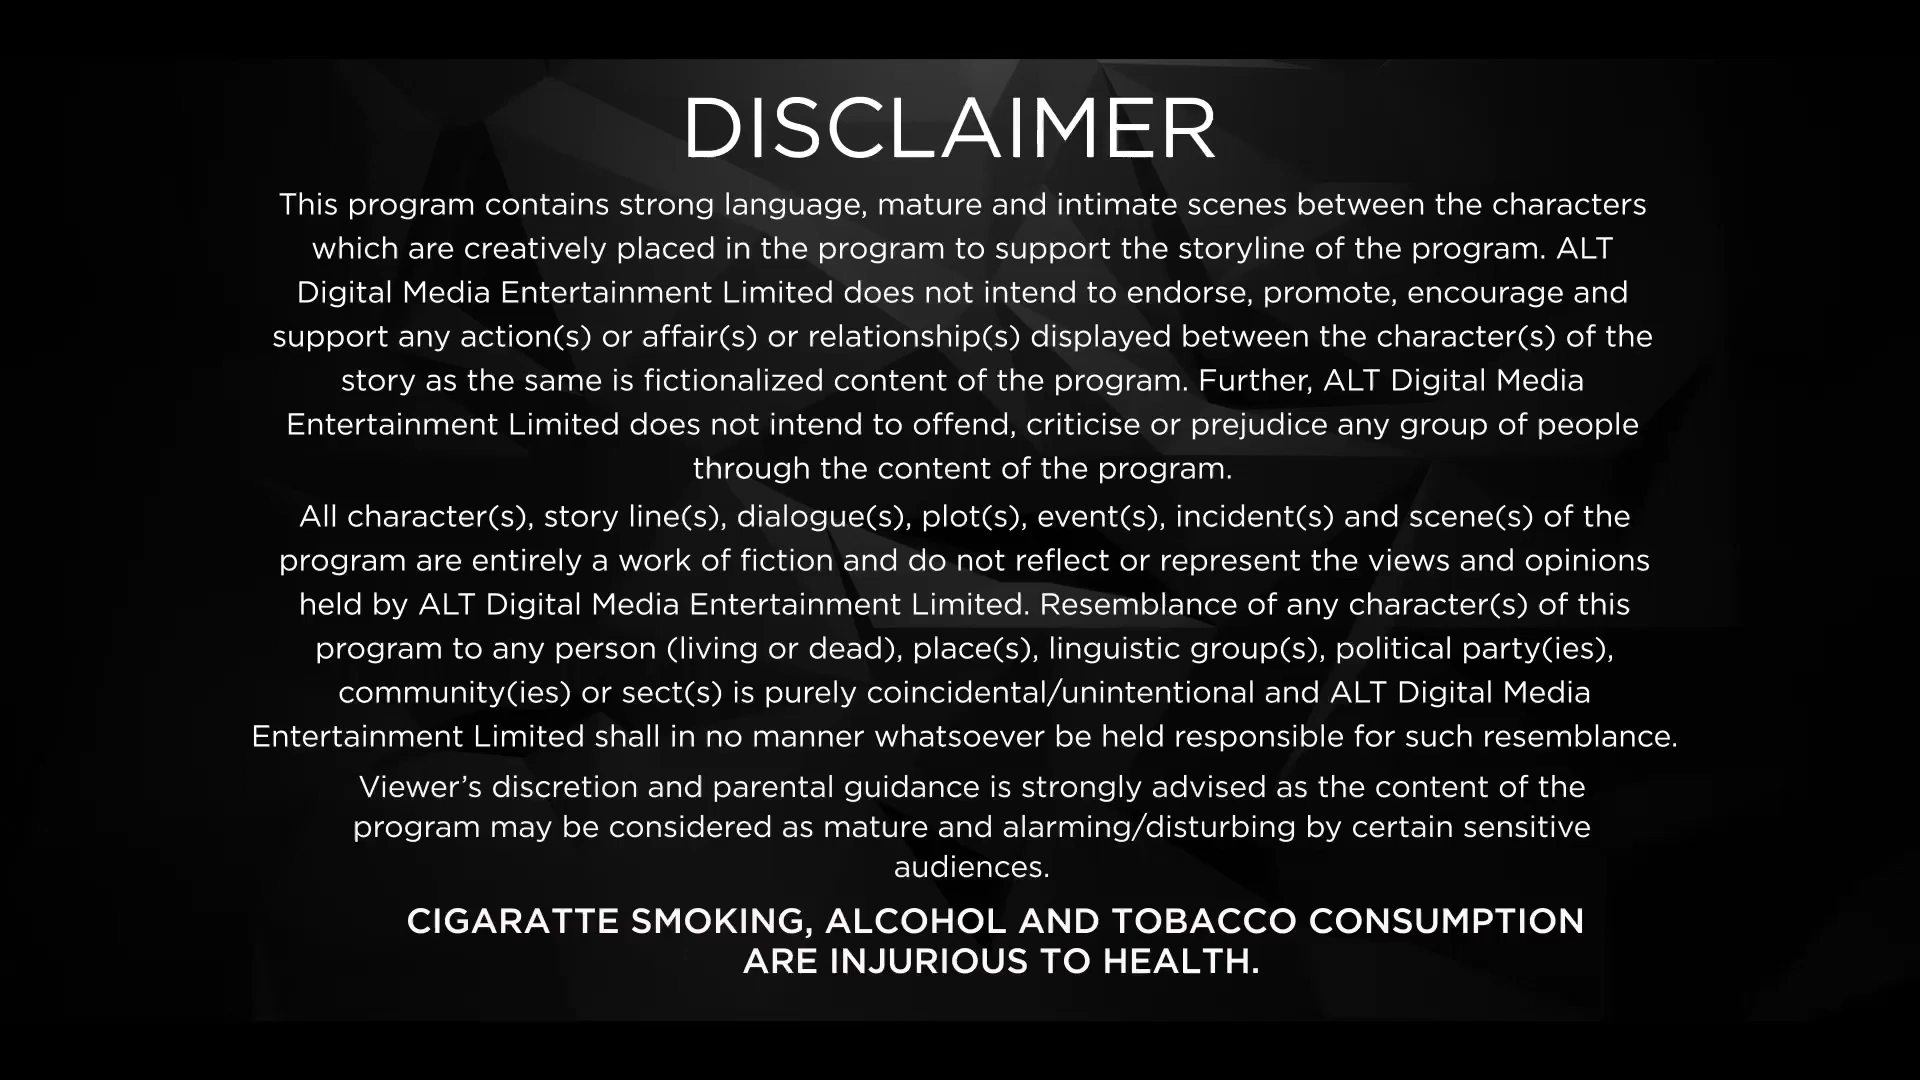 DISCLAIMER
This program contains strong language, mature and intimate scenes between the characters
which are creatively placed in the program to support the storyline of the program. ALT
Digital Media Entertainment Limited does not intend to endorse, promote, encourage and
support any action(s) or affair(s) or relationship(s) displayed between the character(s) of the
story as the same is fictionalized content of the program. Further, ALT Digital Media
Entertainment Limited does not intend to offend, criticise or prejudice any group of people
through the content of the program.
All character(s), story line(s), dialogue(s), plot(s), event(s), incident(s) and scene(s) of the
program are entirely a work of fiction and do not reflect or represent the views and opinions
held by ALT Digital Media Entertainment Limited. Resemblance of any character(s) of this
program to any person (living or dead), place(s), linguistic group(s), political party(ies),
community(ies) or sect(s) is purely coincidental/unintentional and ALT Digital Media
Entertainment Limited shall in no manner whatsoever be held responsible for such resemblance.
Viewer’s discretion and parental guidance is strongly advised as the content of the
program may be considered as mature and alarming/disturbing by certain sensitive
audiences.
CIGARATTE SMOKING, ALCOHOL AND TOBACCO CONSUMPTION
ARE INJURIOUS TO HEALTH.